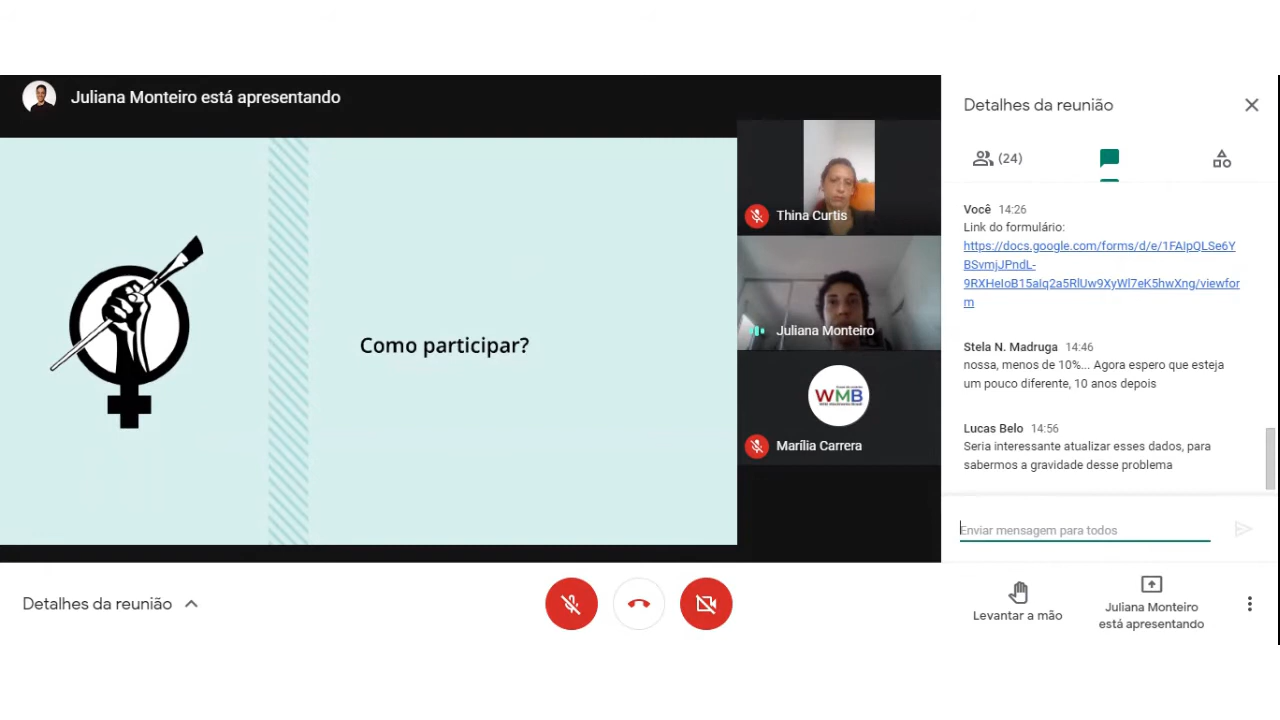 Juliana Monteiro está apresentando
Como participar?
Thina Curtis
Juliana Monteiro
WMB
Marília Carrera
Detalhes da reunião
(24)
Você 14:26
Link do formulário:
https://docs.google.com/forms/d/e/1FAIpQLSe6Y
BSvmjJPndL-
9RXHeIoB15aIq2a5RlUw9XyWl7eK5hwXng/viewfor
m
Stela N. Madruga 14:46
nossa, menos de 10%... Agora espero que esteja
um pouco diferente, 10 anos depois
Lucas Belo 14:56
Seria interessante atualizar esses dados, para
sabermos a gravidade desse problema
Enviar mensagem para todos
Detalhes da reunião
Levantar a mão
Juliana Monteiro
está apresentando